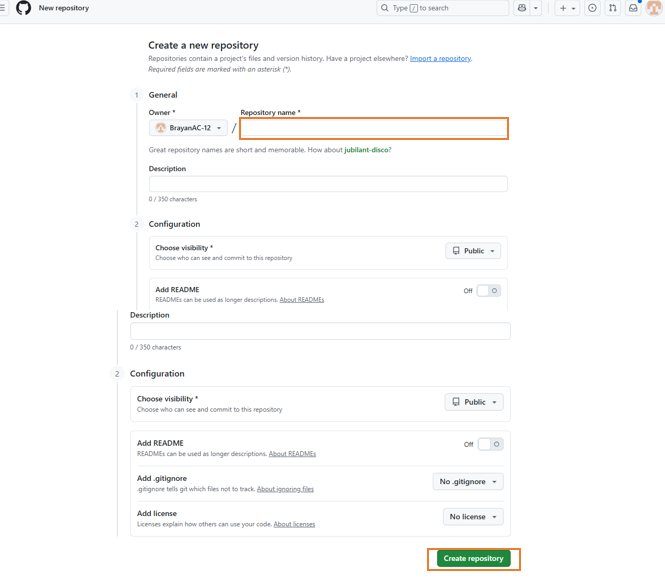 New repository
Type / to search
Create a new repository
Repositories contain a project's files and version history. Have a project elsewhere? Import a repository.
Required fields are marked with an asterisk (*).
1 General
Owner * Repository name *
BrayanAC-12 /
Great repository names are short and memorable. How about jubilant-disco?
Description
0 / 350 characters
2 Configuration
Choose visibility *
Choose who can see and commit to this repository
Public
Add README
READMEs can be used as longer descriptions. About READMEs
Off
Description
0 / 350 characters
2 Configuration
Choose visibility *
Choose who can see and commit to this repository
Public
Add README
READMEs can be used as longer descriptions. About READMEs
Off
Add .gitignore
.gitignore tells git which files not to track. About ignoring files
No .gitignore
Add license
Licenses explain how others can use your code. About licenses
No license
Create repository